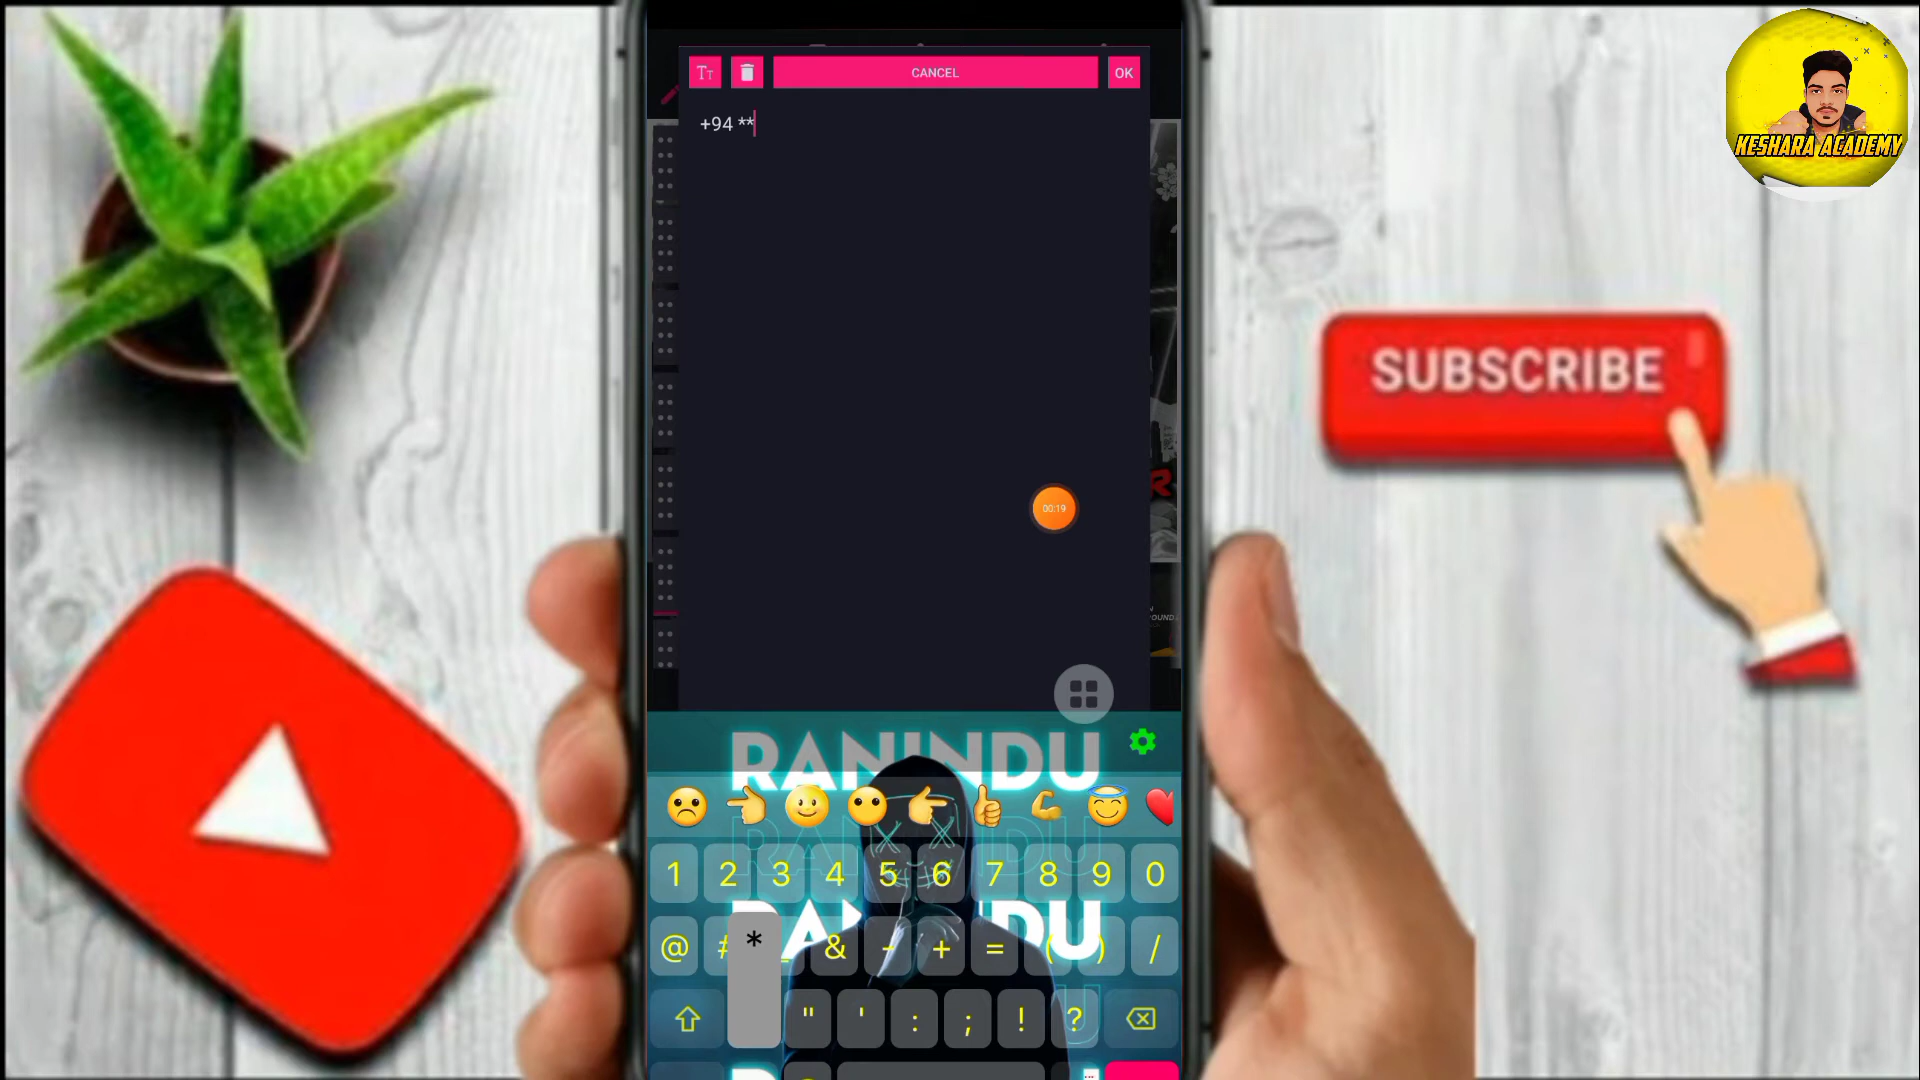 Tт CANCEL OK
+94 **
KESHARA ACADEMY
SUBSCRIBE
00:19
RANINDU
1 2 3 4 5 6 7 8 9 0
@ # * & - + = ( ) /
" ' : ; ! ?